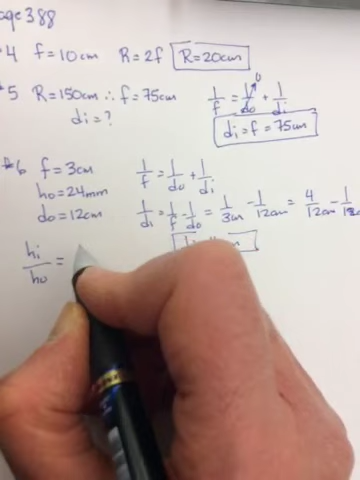 age 388
#4 f=10cm R=2f R=20cm
#5 R=150cm ∴ f=75cm 1/f = 1/do + 1/di
di=?
di=f=75cm
#6 f=3cm 1/f = 1/do + 1/di
ho=24mm
do=12cm 1/di = 1/f - 1/do = 1/3cm - 1/12cm = 4/12cm - 1/12cm
hi/ho =